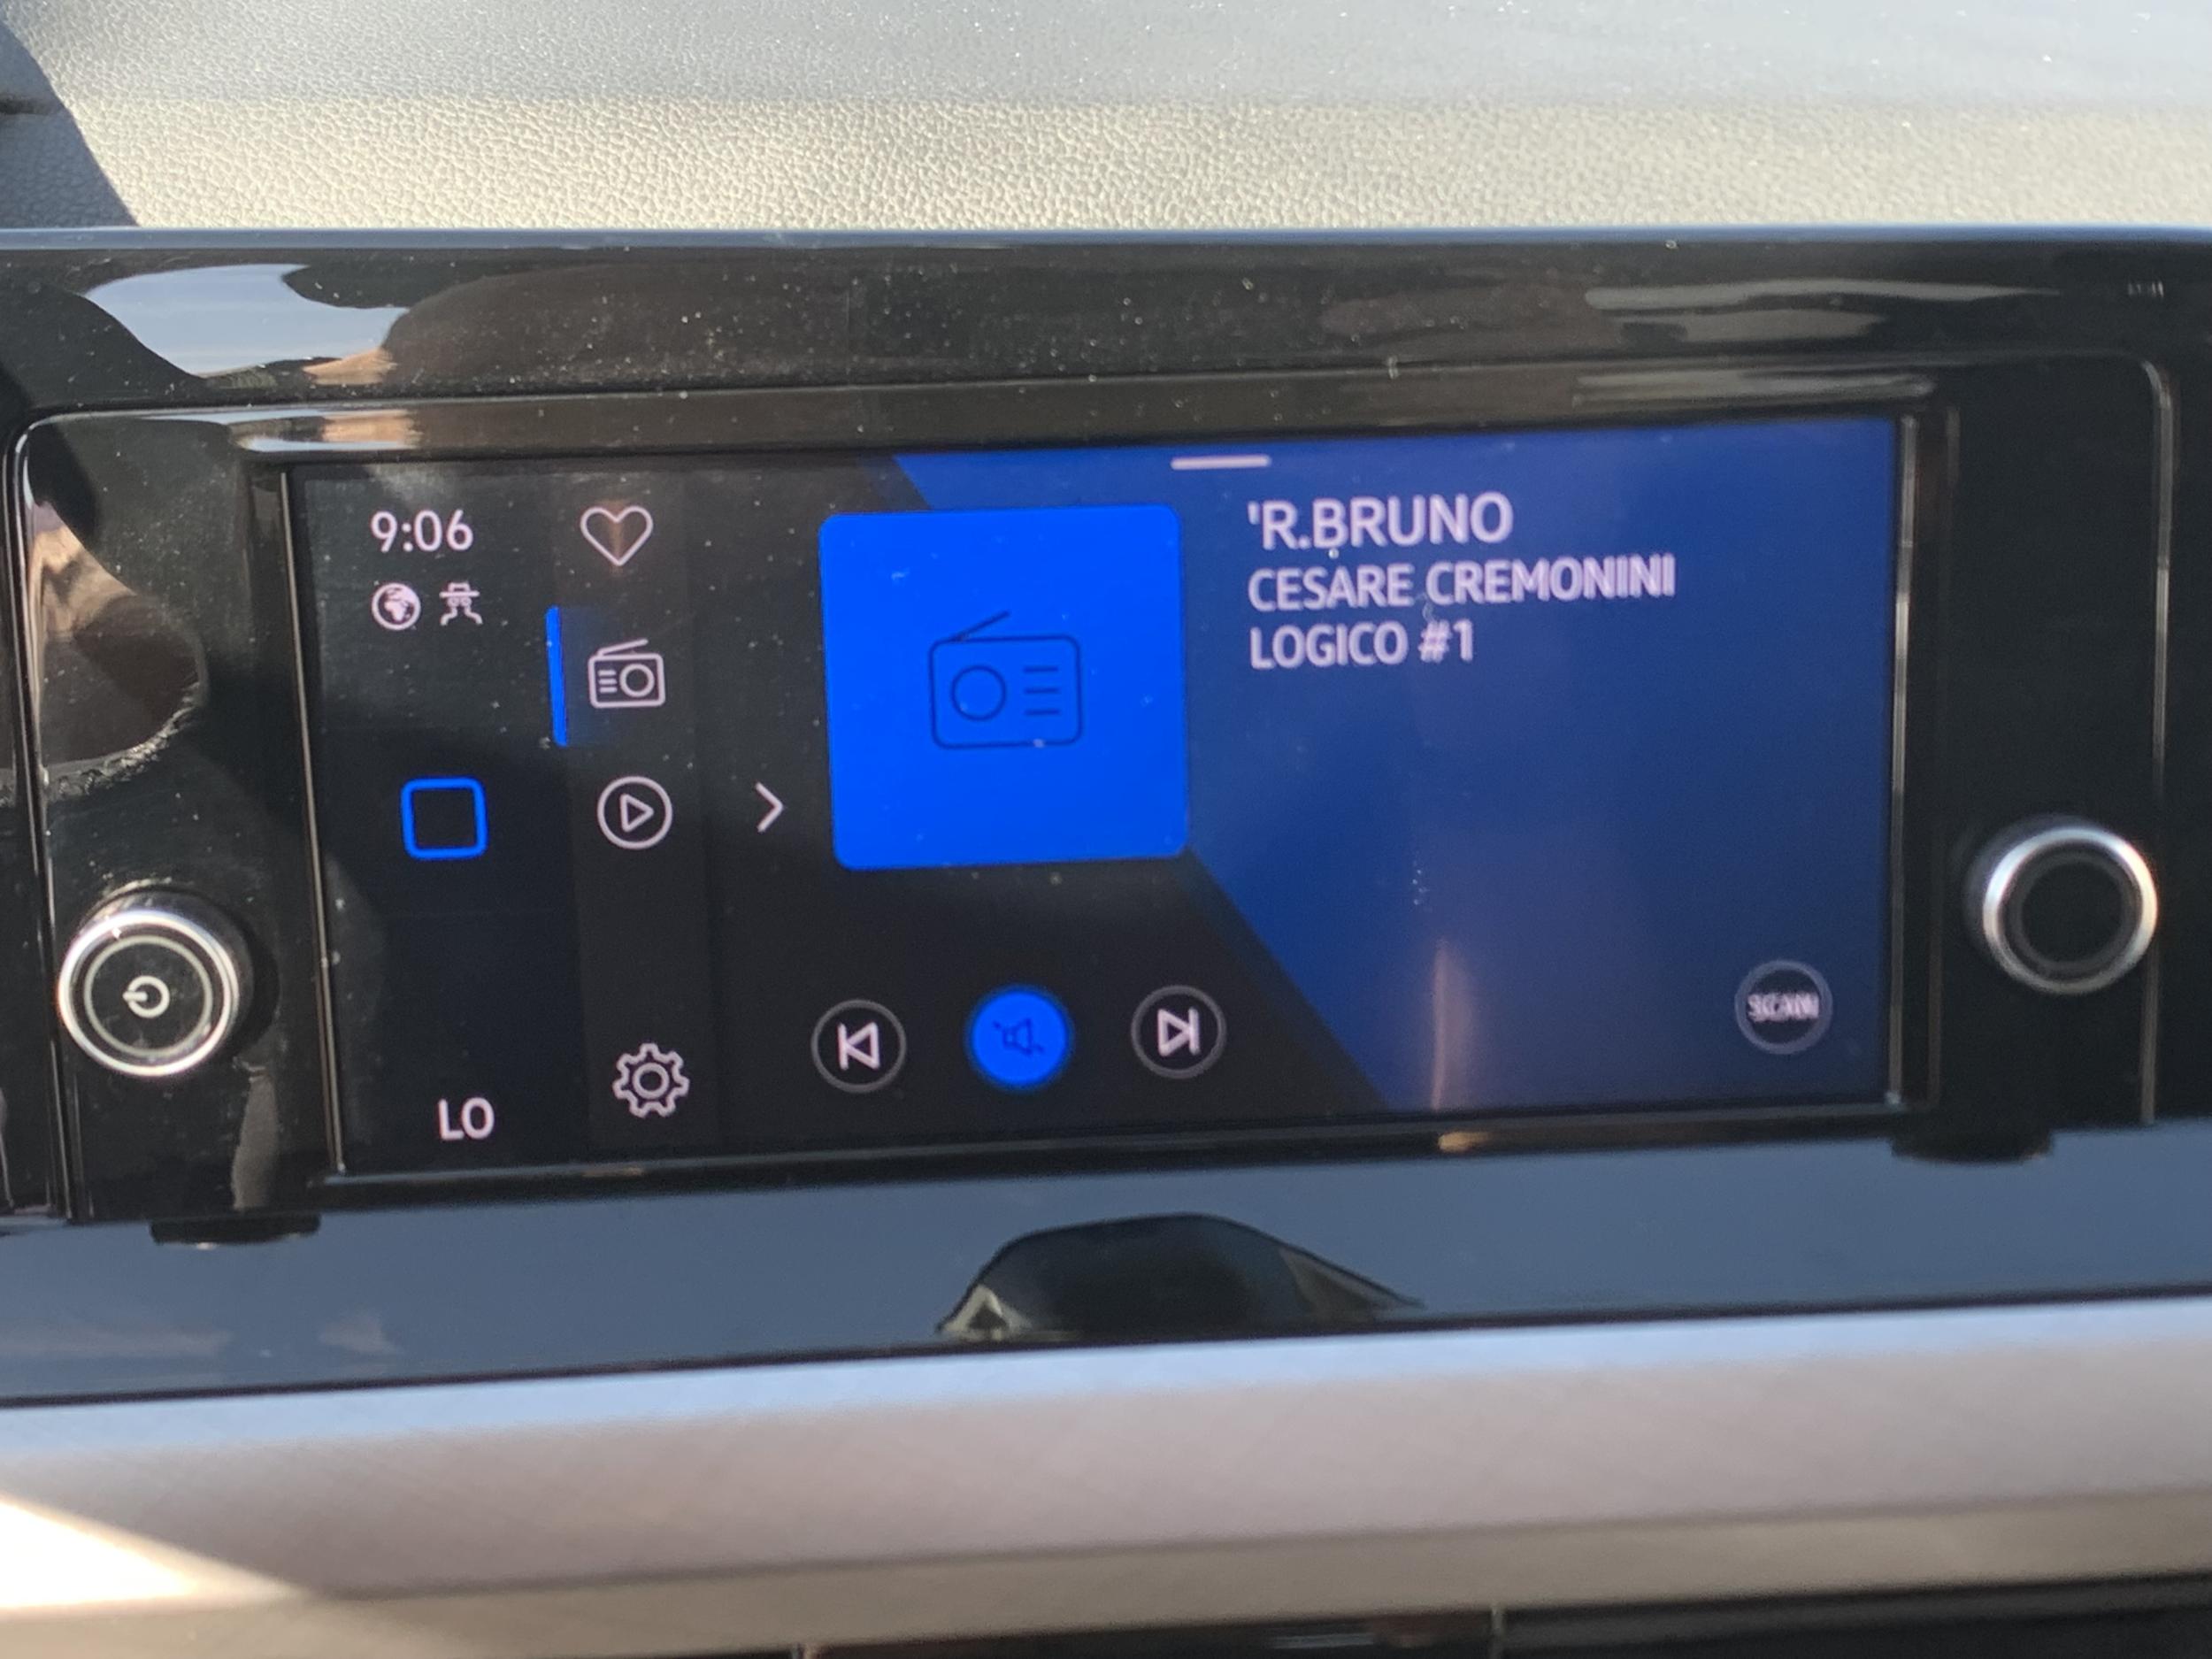 9:06
'R.BRUNO
CESARE CREMONINI
LOGICO #1
SCAN
LO